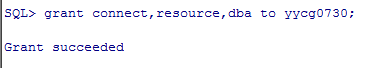 SQL> grant connect,resource,dba to yycg0730;
Grant succeeded